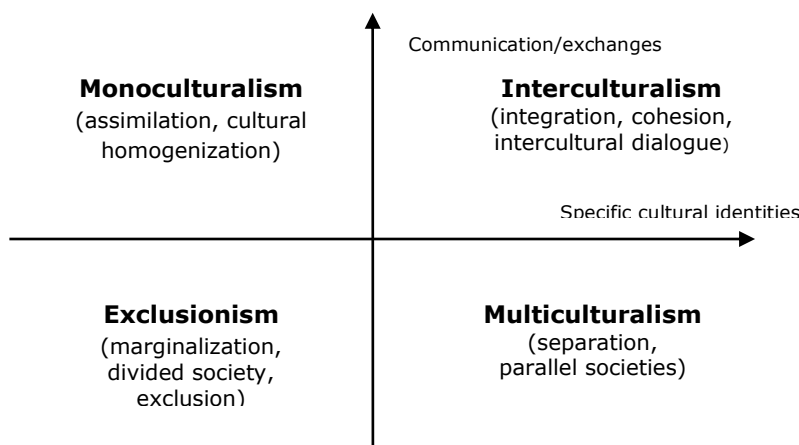 Communication/exchanges
Monoculturalism
(assimilation, cultural
homogenization)
Interculturalism
(integration, cohesion,
intercultural dialogue)
Specific cultural identities
Exclusionism
(marginalization,
divided society,
exclusion)
Multiculturalism
(separation,
parallel societies)